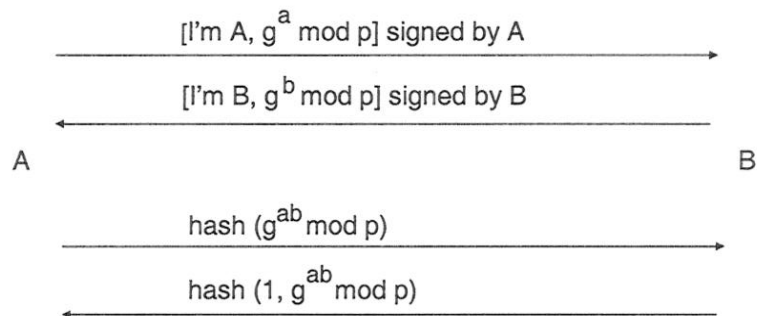 [I'm A, g^a mod p] signed by A
[I'm B, g^b mod p] signed by B
A
B
hash (g^ab mod p)
hash (1, g^ab mod p)